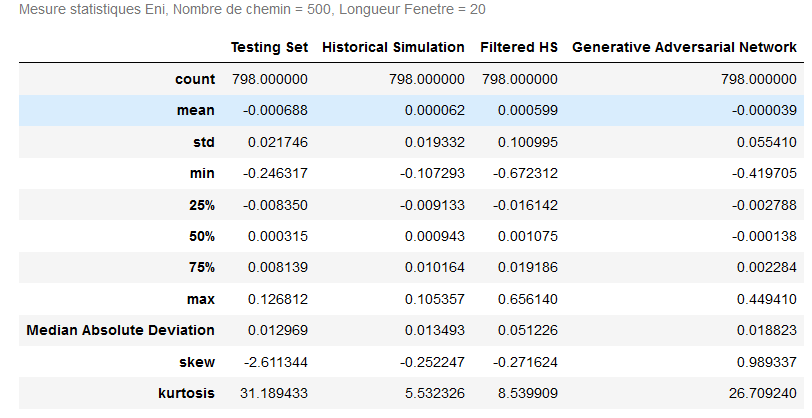 Mesure statistiques Eni, Nombre de chemin = 500, Longueur Fenetre = 20
Testing Set Historical Simulation Filtered HS Generative Adversarial Network
count 798.000000 798.000000 798.000000 798.000000
mean -0.000688 0.000062 0.000599 -0.000039
std 0.021746 0.019332 0.100995 0.055410
min -0.246317 -0.107293 -0.672312 -0.419705
25% -0.008350 -0.009133 -0.016142 -0.002788
50% 0.000315 0.000943 0.001075 -0.000138
75% 0.008139 0.010164 0.019186 0.002284
max 0.126812 0.105357 0.656140 0.449410
Median Absolute Deviation 0.012969 0.013493 0.051226 0.018823
skew -2.611344 -0.252247 -0.271624 0.989337
kurtosis 31.189433 5.532326 8.539909 26.709240